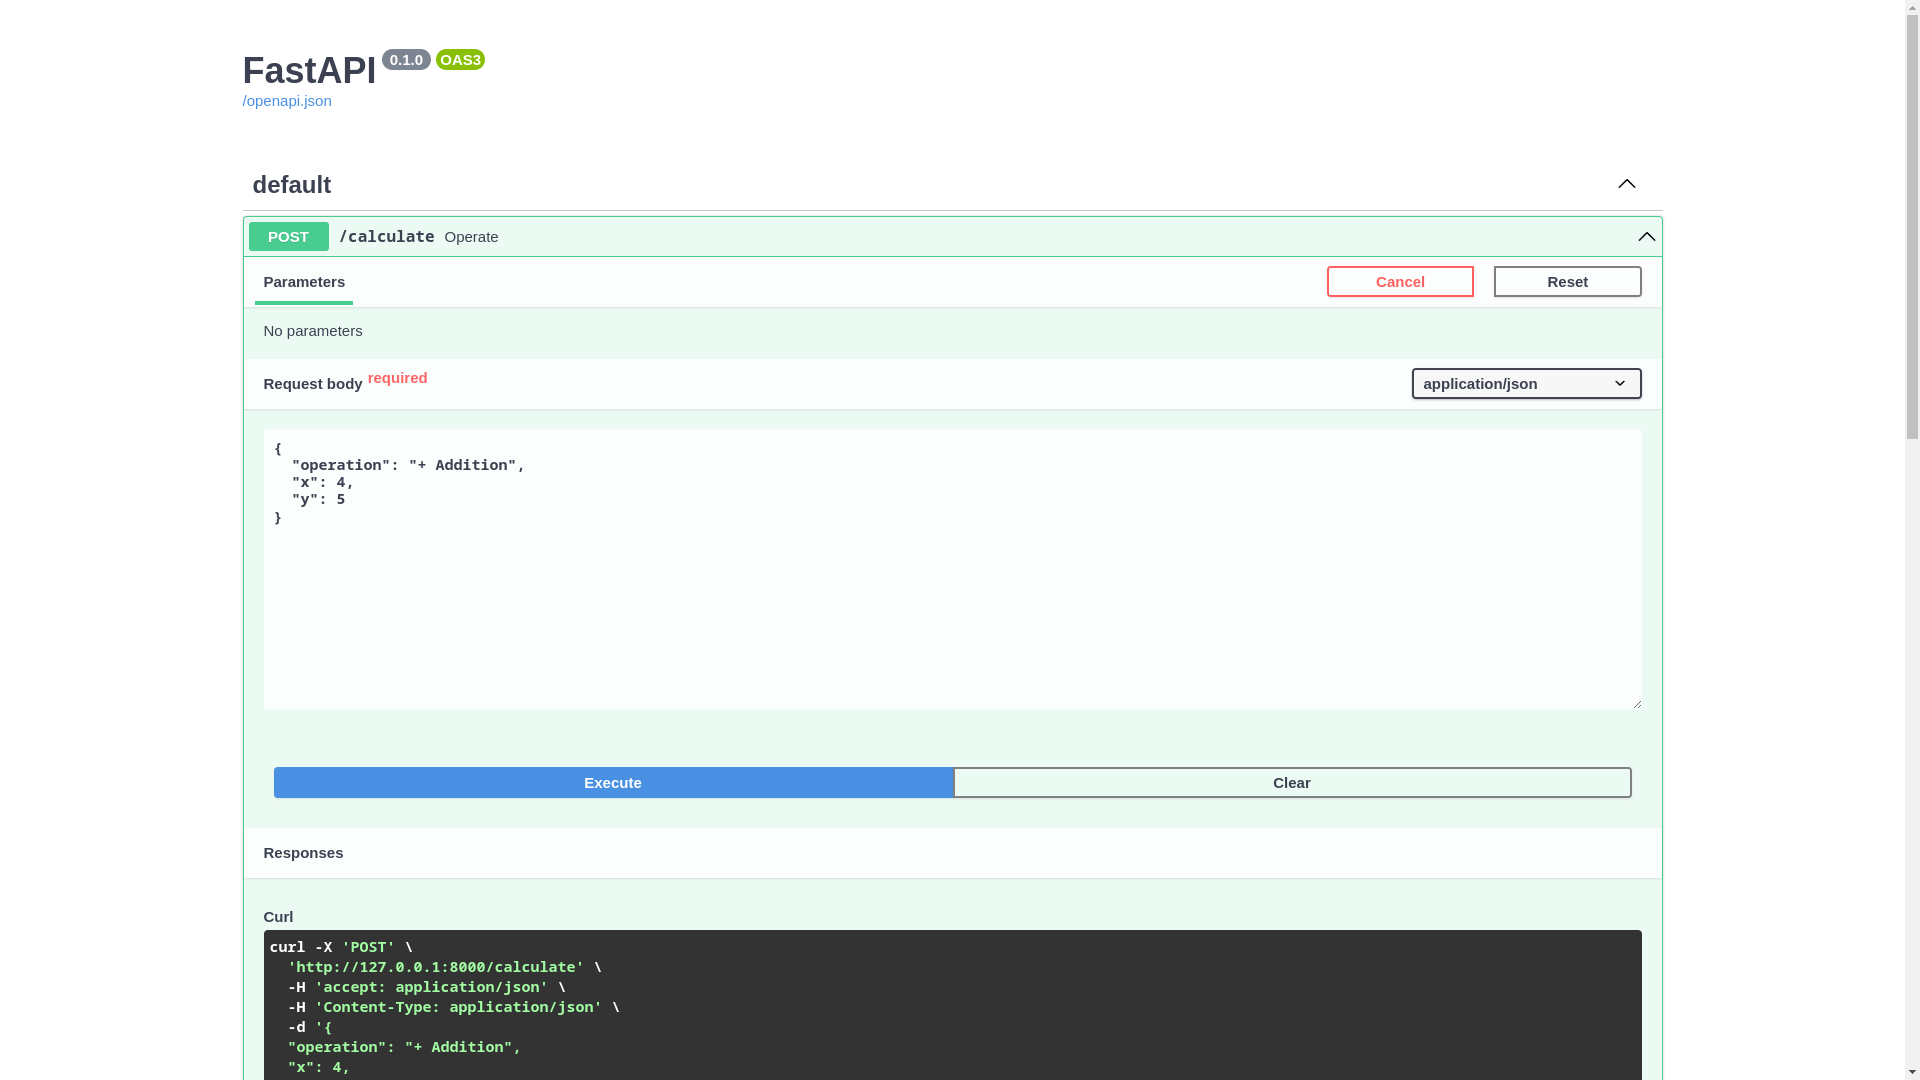 FastAPI 0.1.0 OAS3
/openapi.json
default
POST /calculate Operate
Parameters Cancel Reset
No parameters
Request body required application/json
{
  "operation": "+ Addition",
  "x": 4,
  "y": 5
}
Execute Clear
Responses
Curl
curl -X 'POST' \
  'http://127.0.0.1:8000/calculate' \
  -H 'accept: application/json' \
  -H 'Content-Type: application/json' \
  -d '{
  "operation": "+ Addition",
  "x": 4,